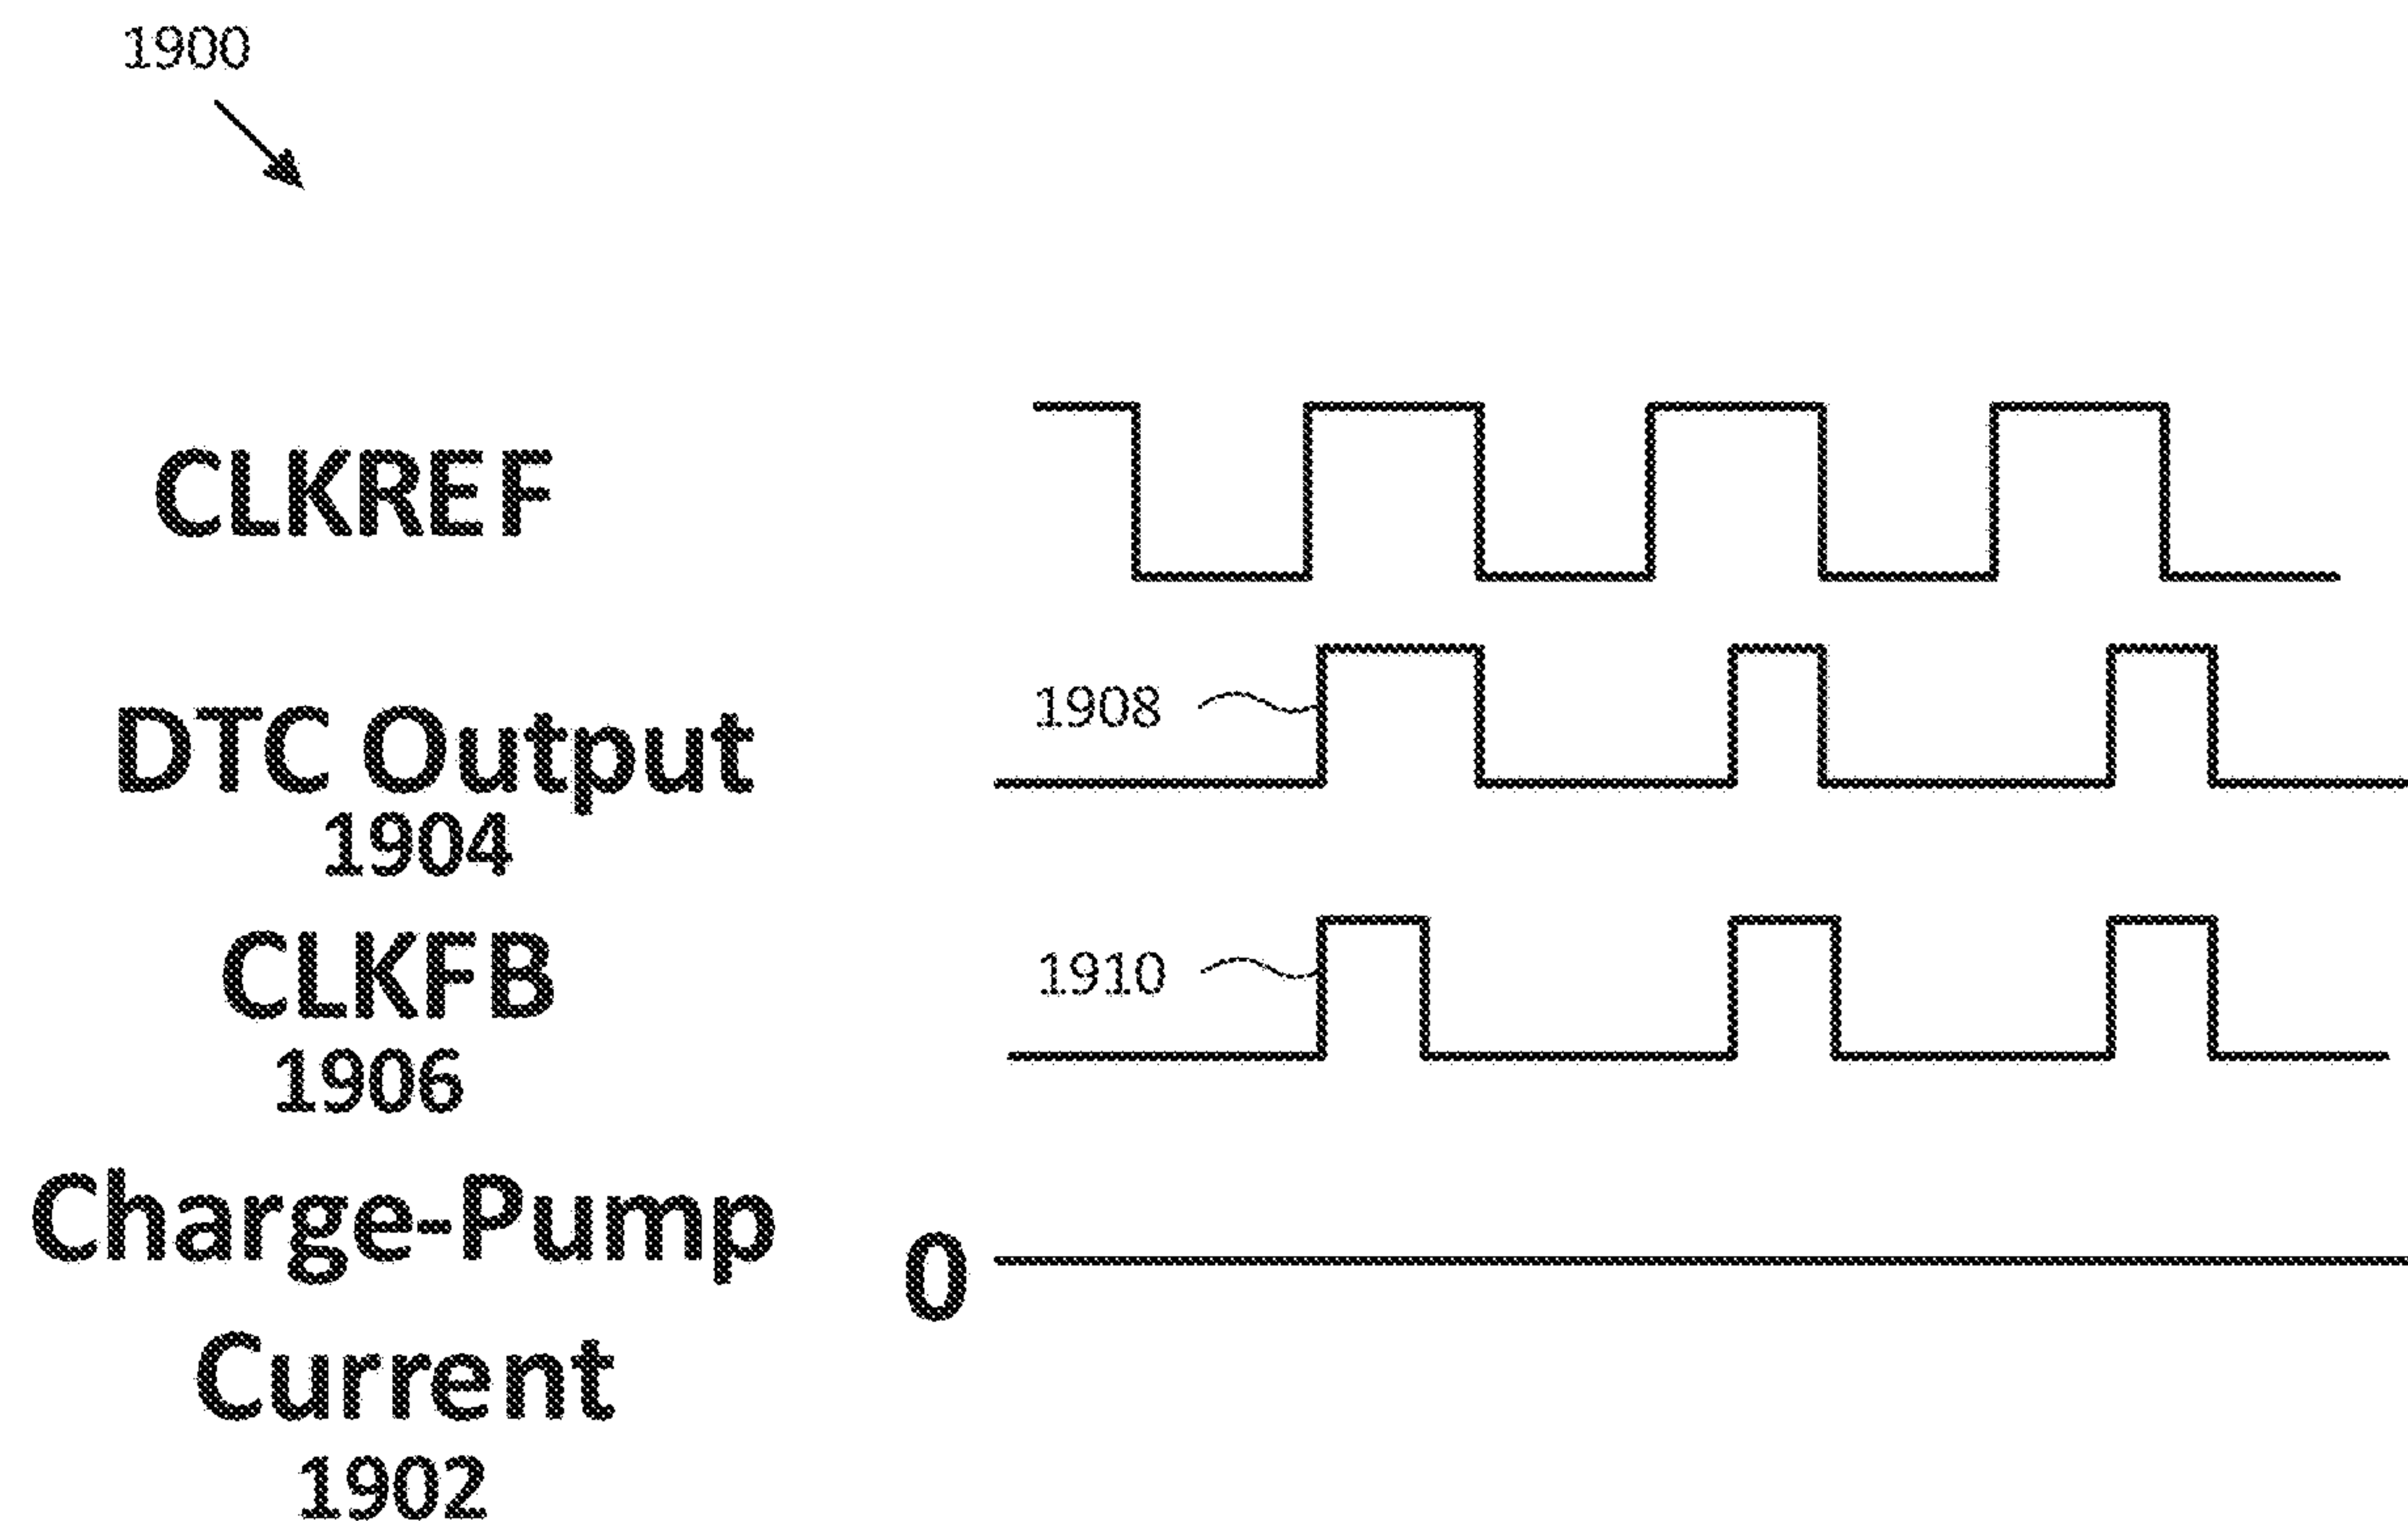 1900
CLKREF
DTC Output
1904
1908
CLKFB
1906
1910
Charge-Pump
Current
1902
0